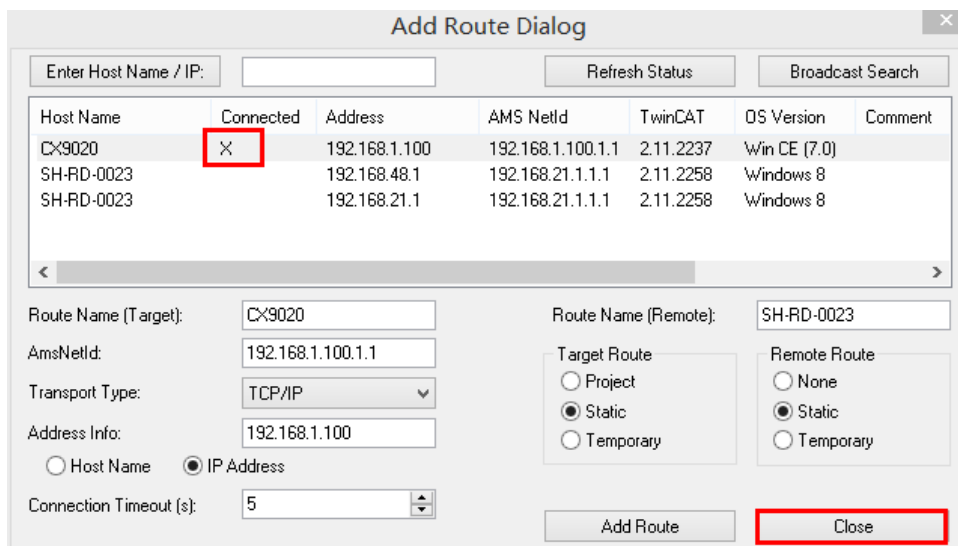 Add Route Dialog
Enter Host Name / IP: Refresh Status Broadcast Search
Host Name Connected Address AMS NetId TwinCAT OS Version Comment
CX9020 X 192.168.1.100 192.168.1.100.1.1 2.11.2237 Win CE (7.0)
SH-RD-0023 192.168.48.1 192.168.21.1.1.1 2.11.2258 Windows 8
SH-RD-0023 192.168.21.1 192.168.21.1.1.1 2.11.2258 Windows 8
Route Name (Target): CX9020 Route Name (Remote): SH-RD-0023
AmsNetId: 192.168.1.100.1.1 Target Route Remote Route
Project None
Transport Type: TCP/IP
Static Static
Address Info: 192.168.1.100
Temporary Temporary
Host Name IP Address
Connection Timeout (s): 5
Add Route Close